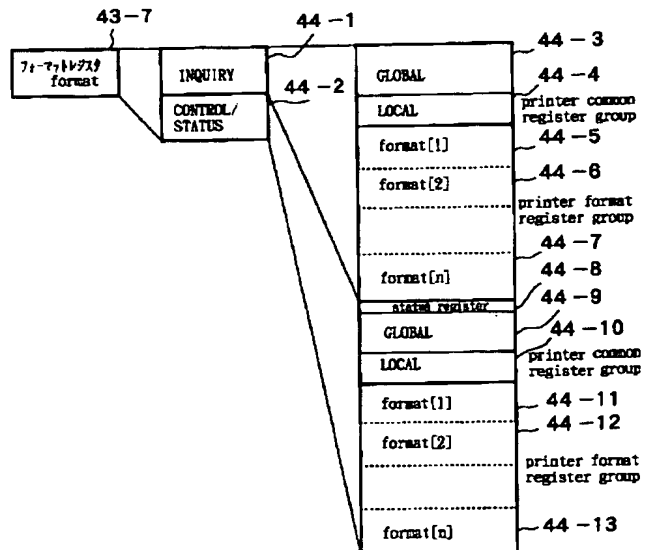 43-7
44-1
44-2
44-3
44-4
フォーマットレジスタ
format
INQUIRY
CONTROL/
STATUS
GLOBAL
LOCAL
printer common
register group
44-5
format[1]
44-6
format[2]
printer format
register group
44-7
format[n]
44-8
status register
44-9
GLOBAL
44-10
LOCAL
printer common
register group
format[1]
44-11
44-12
format[2]
printer format
register group
format[n]
44-13